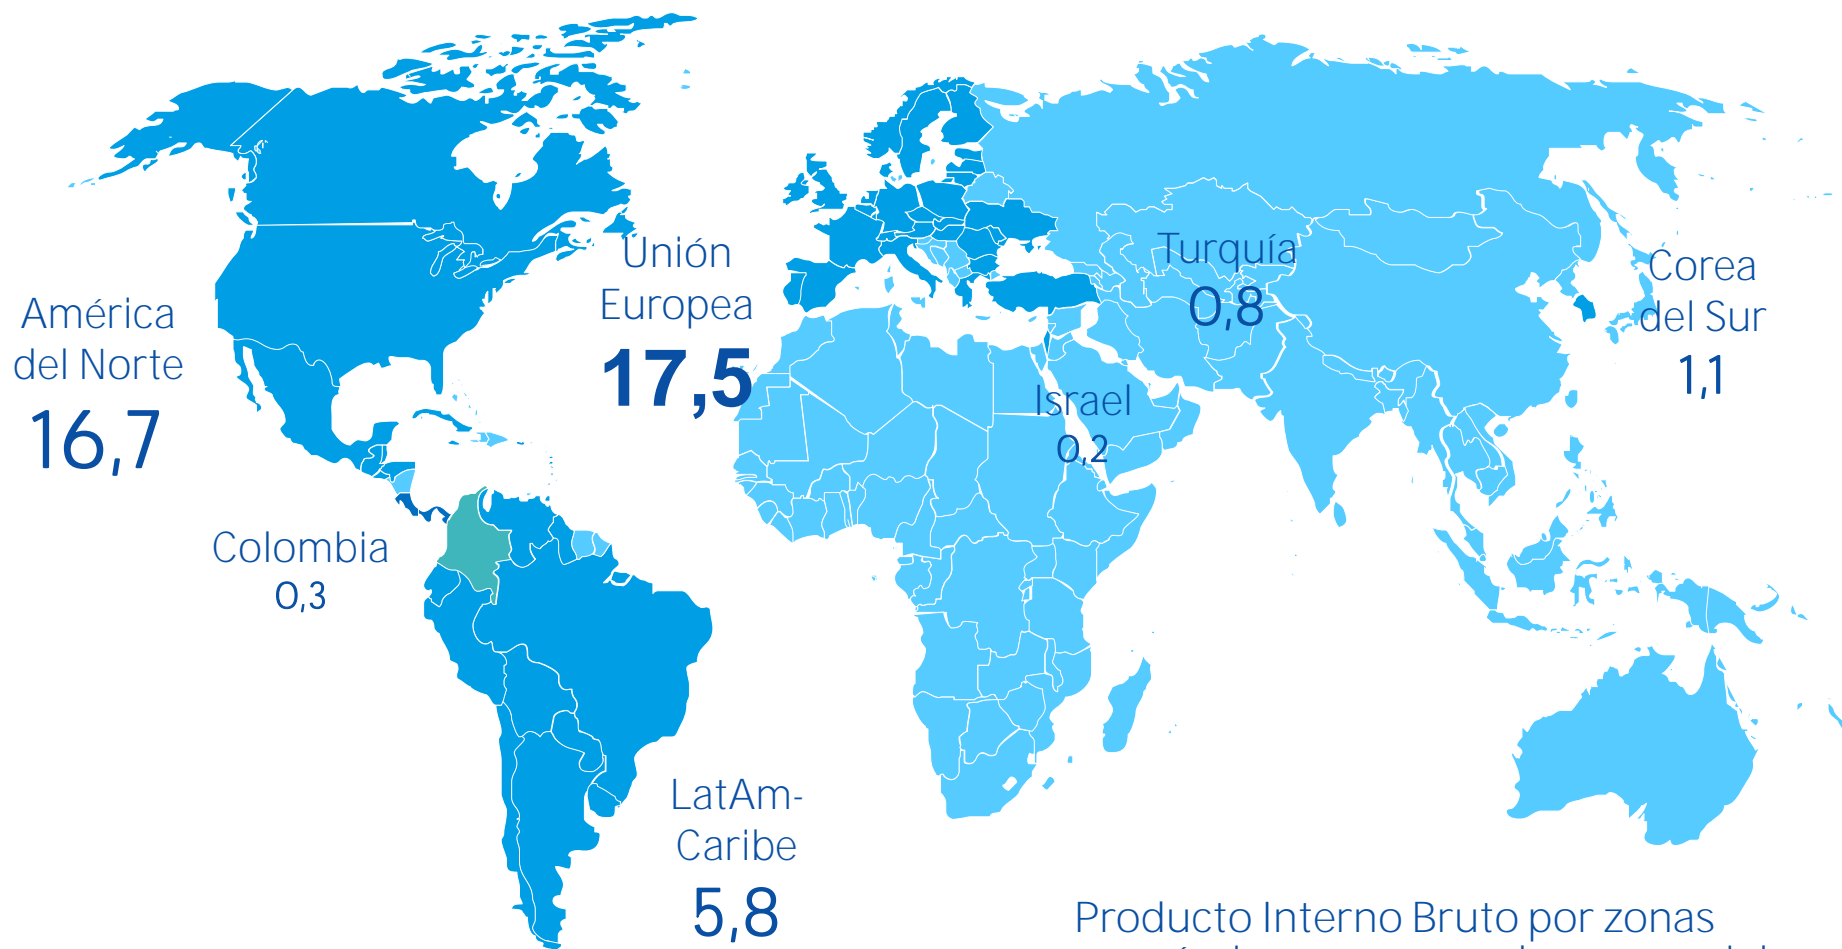 América
del Norte
16,7
Unión
Europea
17,5
Turquía
0,8
Corea
del Sur
1,1
Israel
0,2
Colombia
0,3
LatAm-
Caribe
5,8
Producto Interno Bruto por zonas